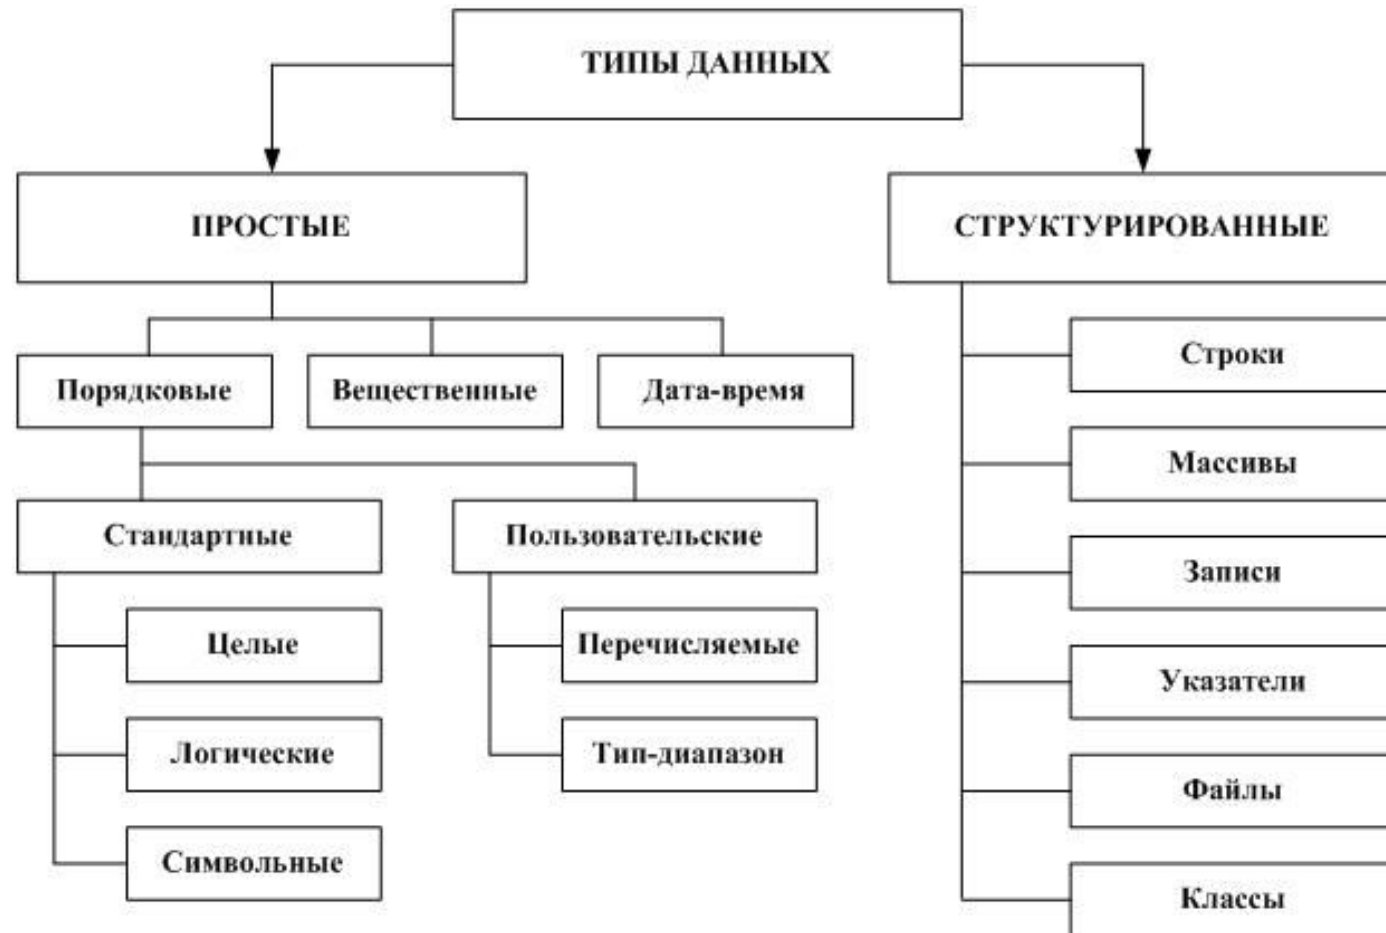 ТИПЫ ДАННЫХ
ПРОСТЫЕ
СТРУКТУРИРОВАННЫЕ
Порядковые
Вещественные
Дата-время
Стандартные
Пользовательские
Целые
Логические
Символьные
Перечисляемые
Тип-диапазон
Строки
Массивы
Записи
Указатели
Файлы
Классы